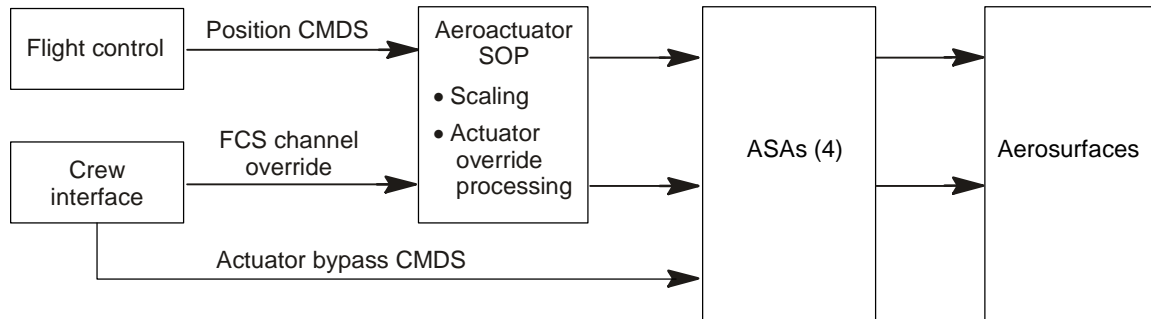 Flight control
Position CMDS
Aeroactuator
SOP
• Scaling
• Actuator
override
processing
FCS channel
override
Crew
interface
Actuator bypass CMDS
ASAs (4)
Aerosurfaces